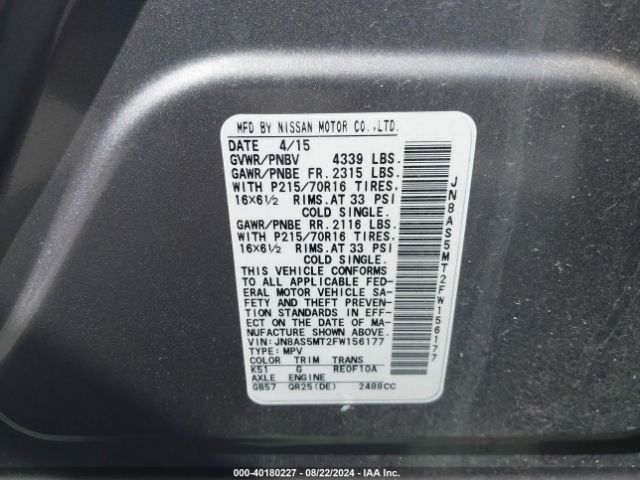 MFD BY NISSAN MOTOR CO.,LTD.
DATE 4/15
GVWR/PNBV 4339 LBS.
GAWR/PNBE FR. 2315 LBS.
WITH P215/70R16 TIRES,
16X6½ RIMS. AT 33 PSI
COLD SINGLE.
GAWR/PNBE RR. 2116 LBS.
WITH P215/70R16 TIRES,
16X6½ RIMS. AT 33 PSI
COLD SINGLE.
THIS VEHICLE CONFORMS
TO ALL APPLICABLE FED-
ERAL MOTOR VEHICLE SA-
FETY AND THEFT PREVEN-
TION STANDARDS IN EFF-
ECT ON THE DATE OF MA-
NUFACTURE SHOWN ABOVE.
VIN: JN8AS5MT2FW156177
TYPE: MPV
COLOR TRIM TRANS
K51 G RE0F10A
AXLE ENGINE
GB57 QR25(DE) 2488CC
JN8AS5MT2FW156177
000-40180227 - 08/22/2024 - IAA Inc.